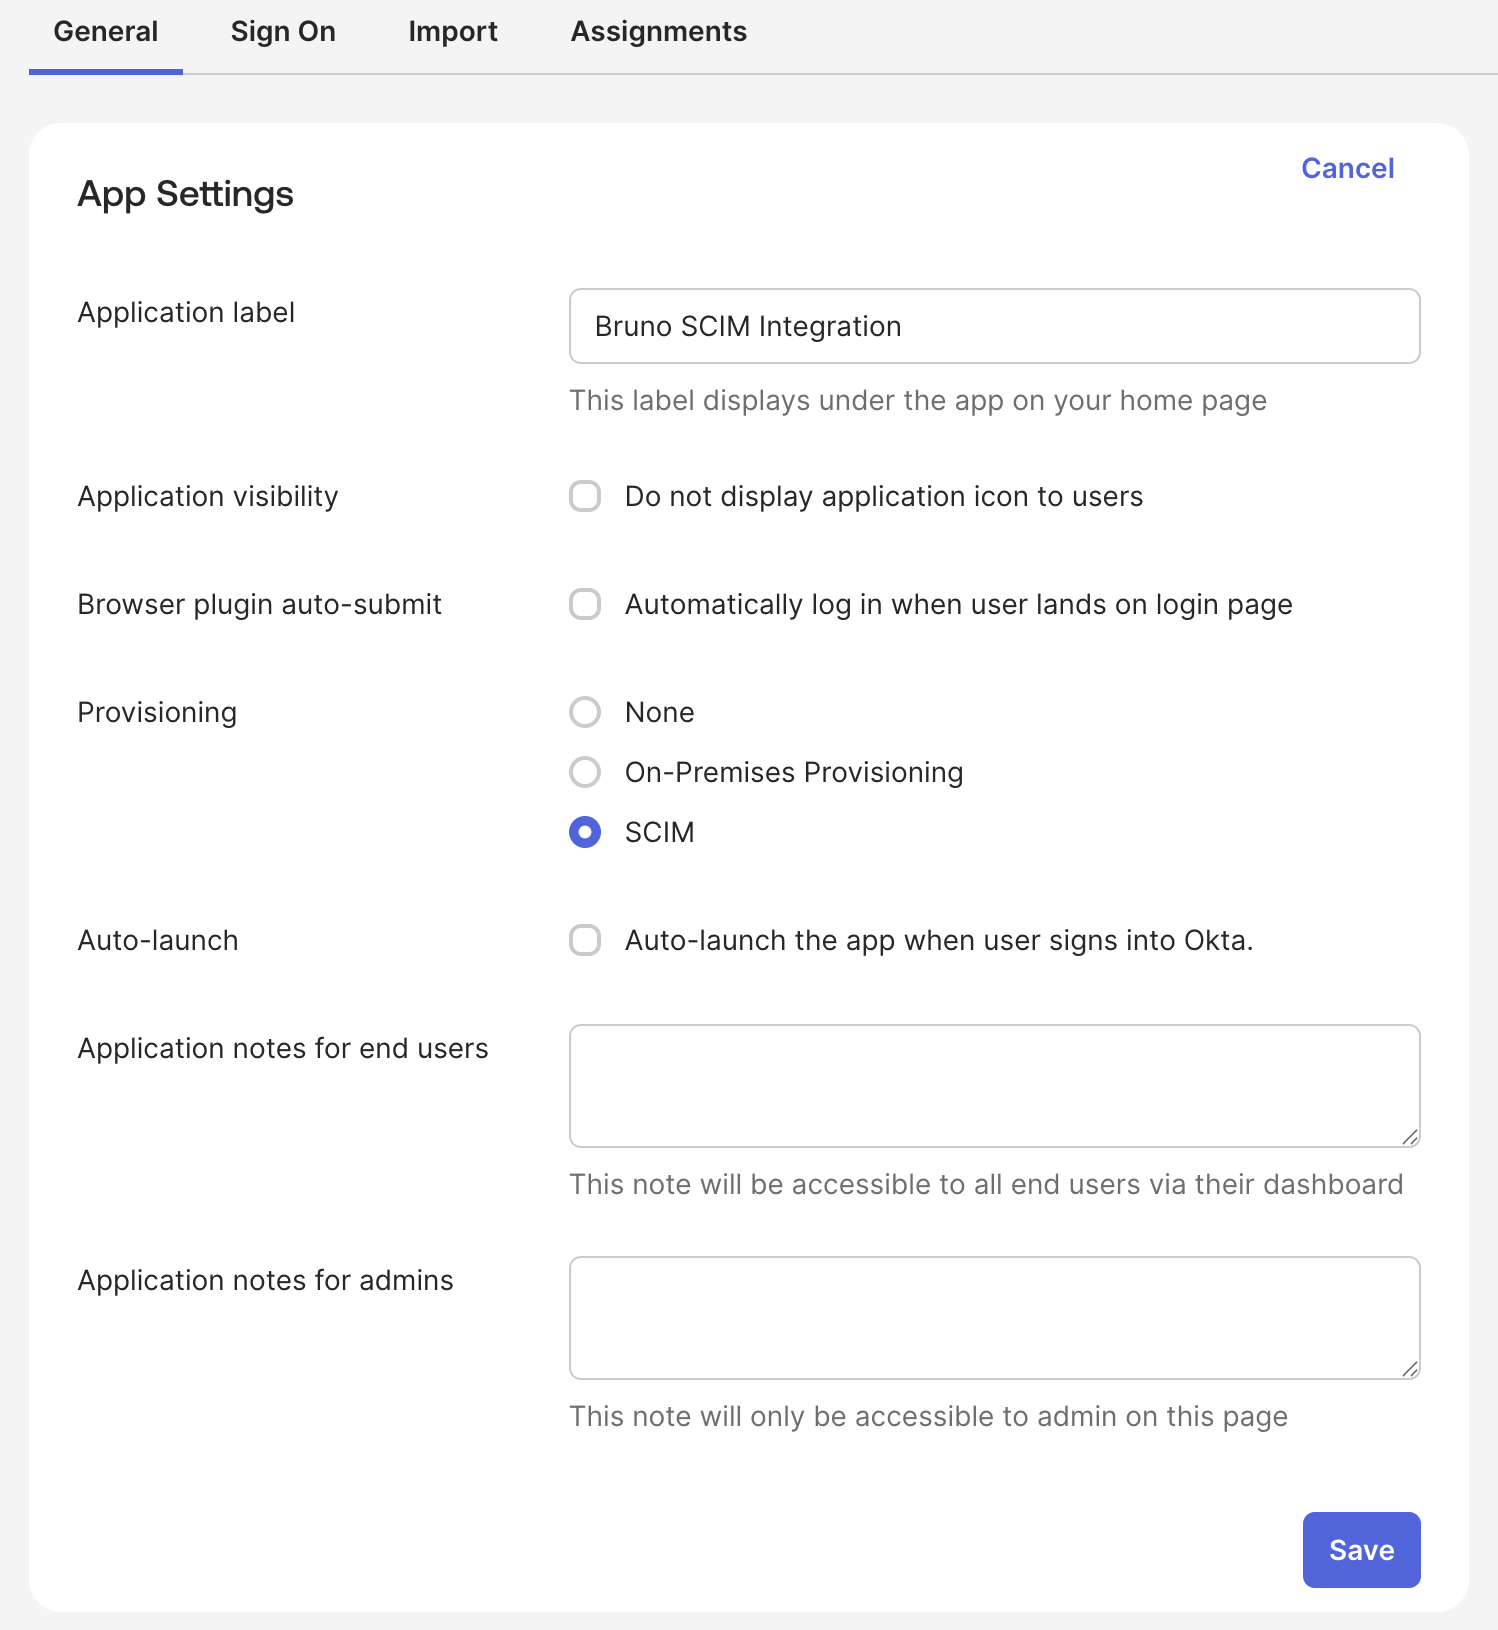 General Sign On Import Assignments
App Settings
Cancel
Application label
Bruno SCIM Integration
This label displays under the app on your home page
Application visibility
Do not display application icon to users
Browser plugin auto-submit
Automatically log in when user lands on login page
Provisioning
None
On-Premises Provisioning
SCIM
Auto-launch
Auto-launch the app when user signs into Okta.
Application notes for end users
This note will be accessible to all end users via their dashboard
Application notes for admins
This note will only be accessible to admin on this page
Save